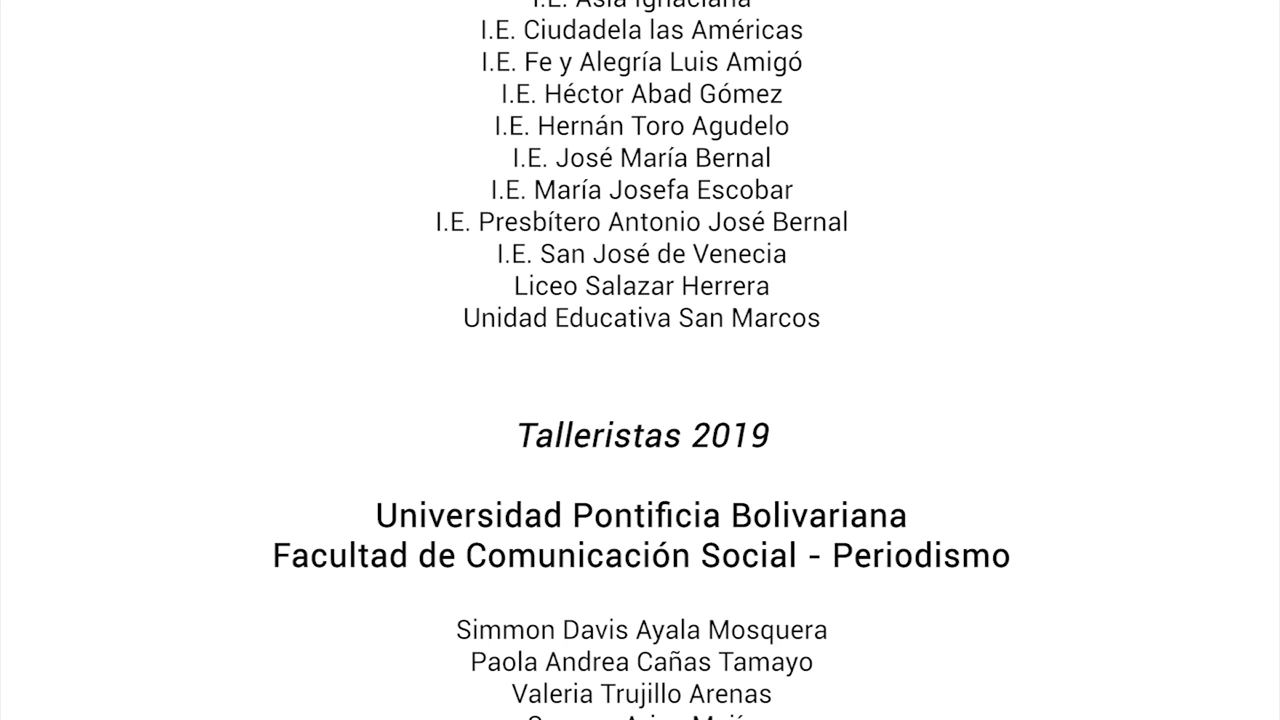 I.E. Asia Ignaciana
I.E. Ciudadela las Américas
I.E. Fe y Alegría Luis Amigó
I.E. Héctor Abad Gómez
I.E. Hernán Toro Agudelo
I.E. José María Bernal
I.E. María Josefa Escobar
I.E. Presbítero Antonio José Bernal
I.E. San José de Venecia
Liceo Salazar Herrera
Unidad Educativa San Marcos
Talleristas 2019
Universidad Pontificia Bolivariana
Facultad de Comunicación Social - Periodismo
Simmon Davis Ayala Mosquera
Paola Andrea Cañas Tamayo
Valeria Trujillo Arenas